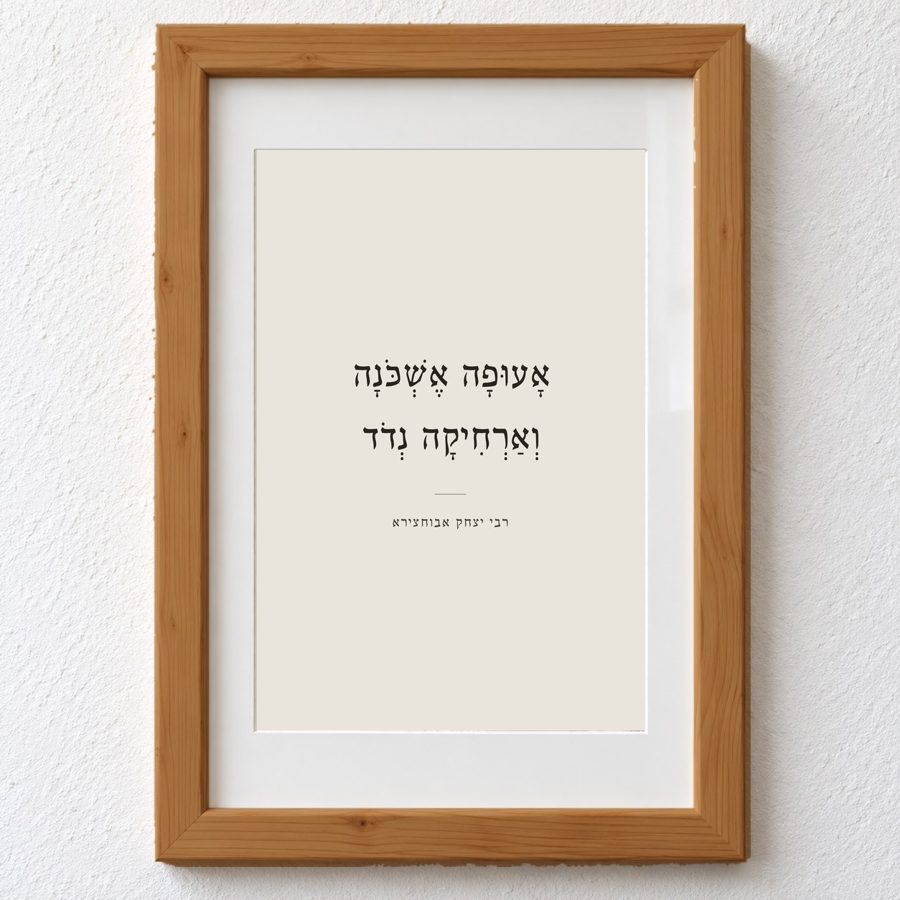 אָעוּפָה אֶשְׁכֹּנָה
וְאַרְחִיקָה נְדֹד
רבי יצחק אבוחצירא